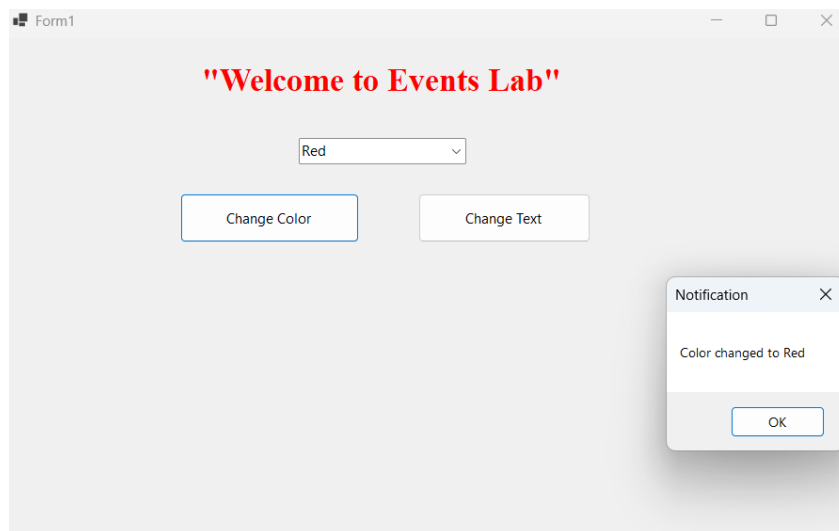 Form1
"Welcome to Events Lab"
Red
Change Color
Change Text
Notification
Color changed to Red
OK